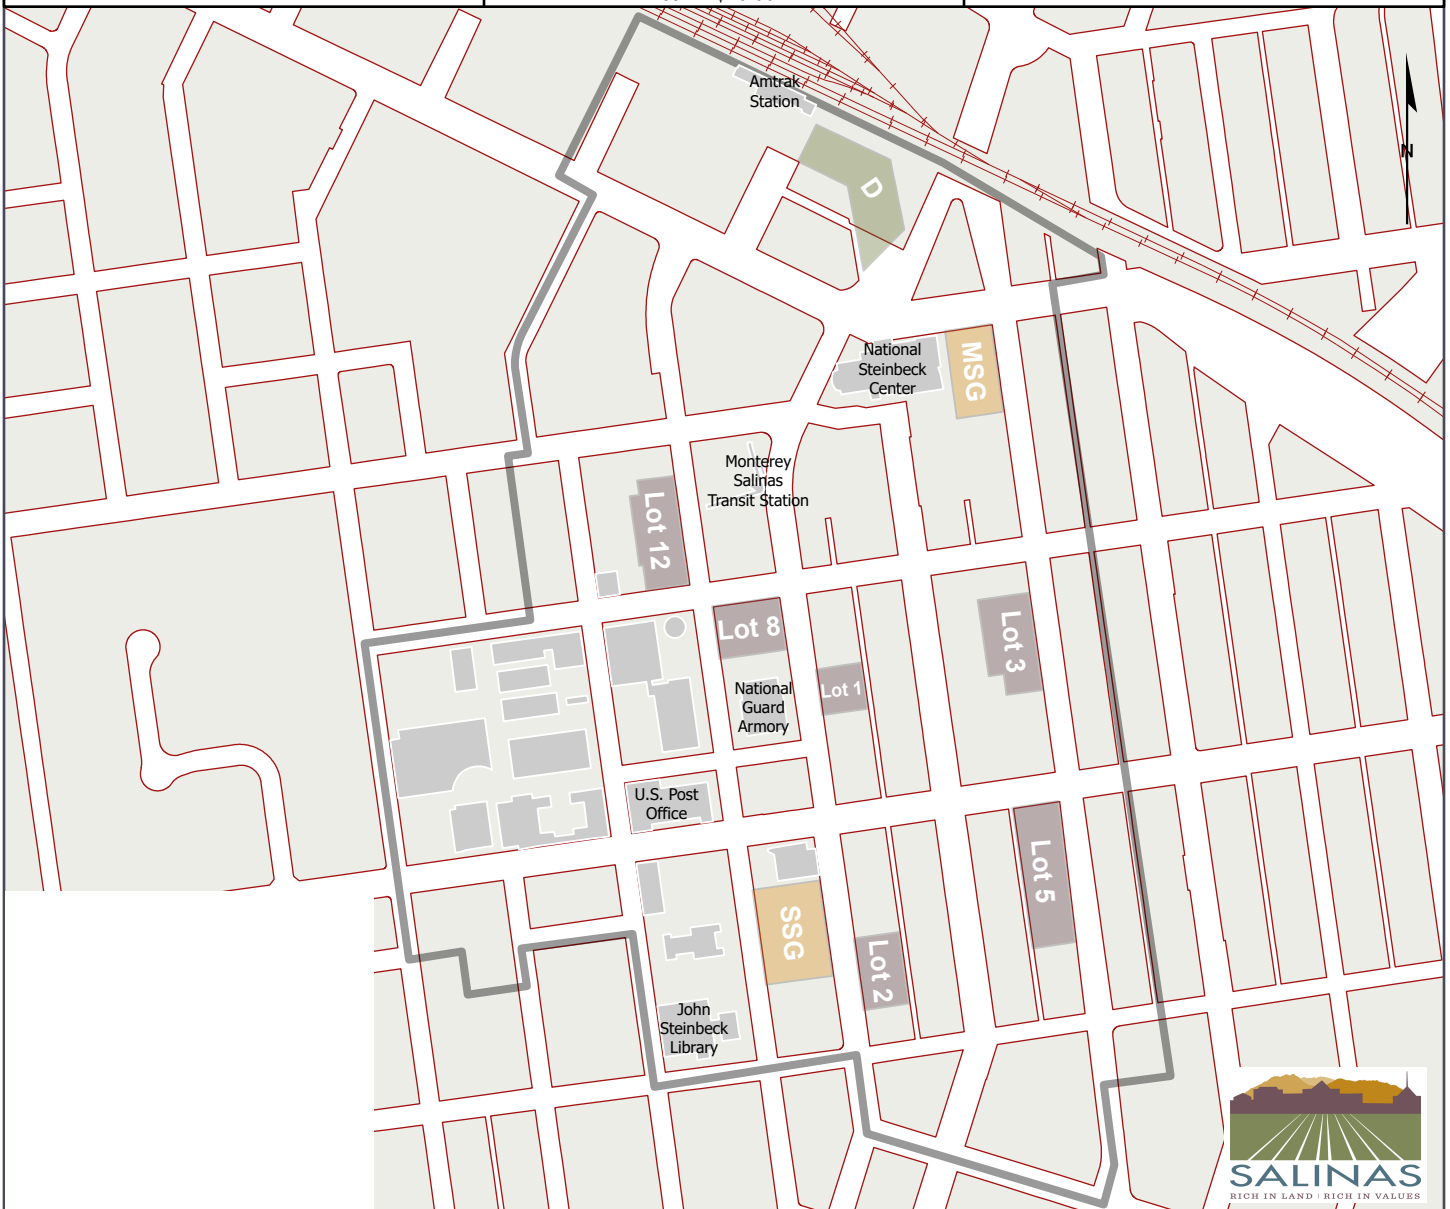 Amtrak
Station
D
N
National
Steinbeck
Center
MSG
Monterey
Salinas
Transit Station
Lot 12
Lot 8
Lot 3
National
Guard
Armory
Lot 1
U.S. Post
Office
Lot 5
SSG
Lot 2
John
Steinbeck
Library
SALINAS
RICH IN LAND | RICH IN VALUES